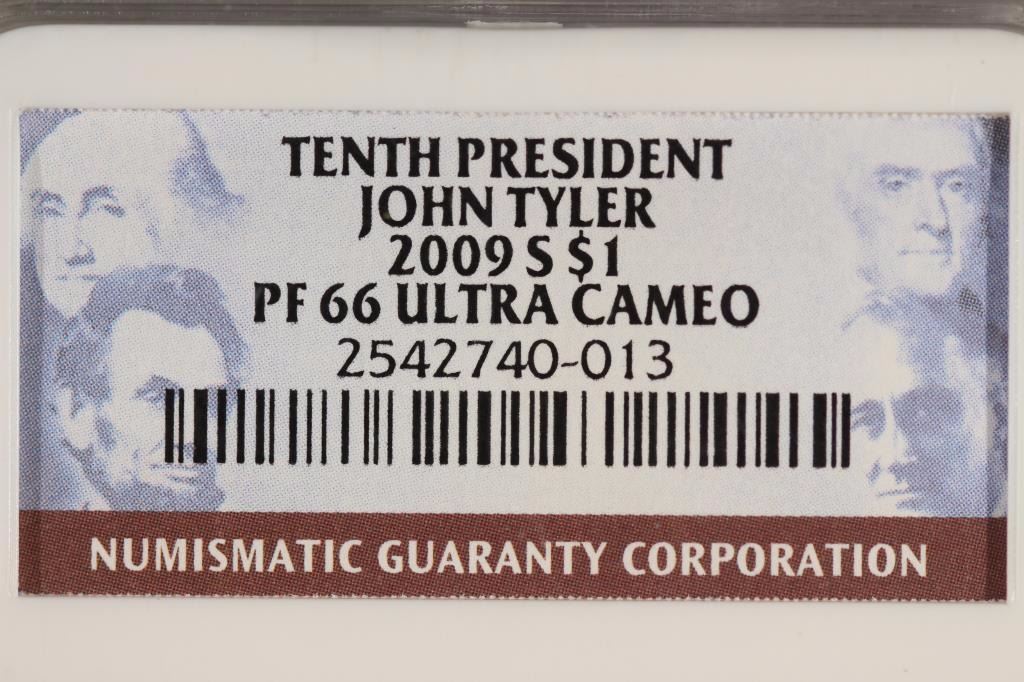 TENTH PRESIDENT
JOHN TYLER
2009 S $1
PF 66 ULTRA CAMEO
2542740-013
NUMISMATIC GUARANTY CORPORATION